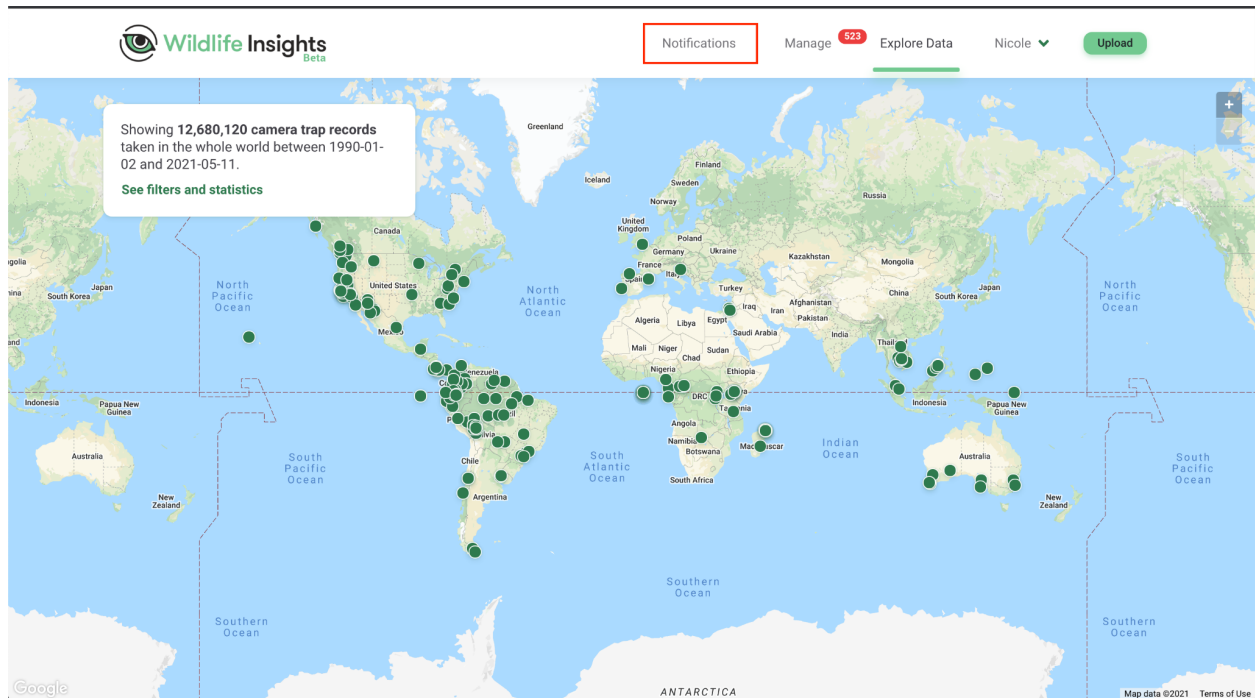 Wildlife Insights
Beta
Notifications
Manage
523
Explore Data
Nicole
Upload
Showing 12,680,120 camera trap records
taken in the whole world between 1990-01-
02 and 2021-05-11.
See filters and statistics
+
−
Greenland
Iceland
Finland
Sweden
Norway
Russia
United
Kingdom
Canada
Poland
Germany
Ukraine
Kazakhstan
France
Italy
Mongolia
Spain
Turkey
United States
North
Pacific
Ocean
North
Atlantic
Ocean
South Korea
Japan
China
South Korea
Japan
North
Pacific
Ocean
Afghanistan
Iraq
Iran
Pakistan
Algeria
Libya
Egypt
Saudi Arabia
India
Mexico
Mali
Niger
Chad
Sudan
Thailand
Nigeria
Ethiopia
Venezuela
DRC
Indonesia
Papua New
Guinea
Indonesia
Papua New
Guinea
Tanzania
Angola
Namibia
Botswana
Madagascar
Indian
Ocean
Australia
South
Pacific
Ocean
Chile
South
Atlantic
Ocean
South Africa
Australia
South
Pacific
Ocean
New
Zealand
Argentina
New
Zealand
Southern
Ocean
Southern
Ocean
Southern
Ocean
ANTARCTICA
Google
Map data ©2021
Terms of Use